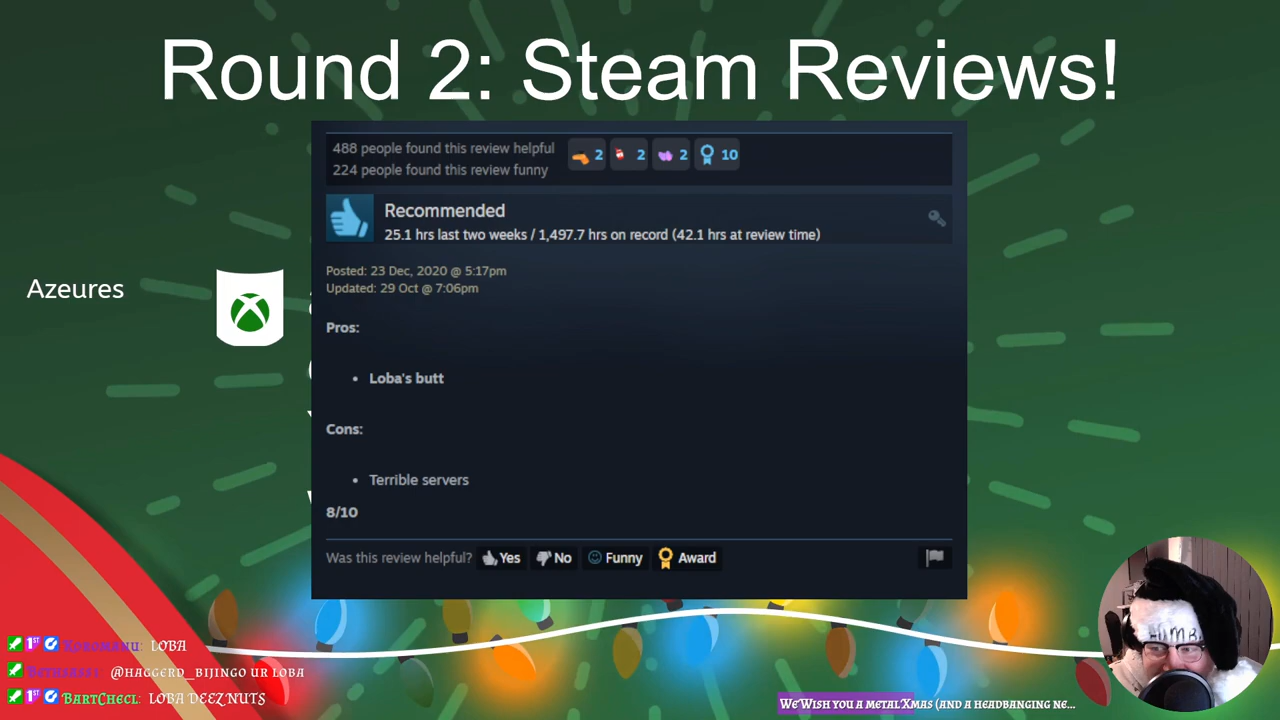 Round 2: Steam Reviews!
488 people found this review helpful
224 people found this review funny
2 2 2 10
Recommended
25.1 hrs last two weeks / 1,497.7 hrs on record (42.1 hrs at review time)
Posted: 23 Dec, 2020 @ 5:17pm
Updated: 29 Oct @ 7:06pm
Azeures
Pros:
• Loba's butt
Cons:
• Terrible servers
8/10
Was this review helpful? Yes No Funny Award
LOBA
@HAGGERD_BIJINGO UR LOBA
BARTCHECL: LOBA DEEZ NUTS
WE WISH YOU A METAL XMAS (AND A HEADBANGING NE...